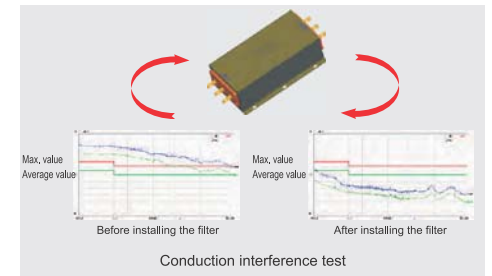 Max, value
Average value
Max, value
Average value
Before installing the filter
After installing the filter
Conduction interference test